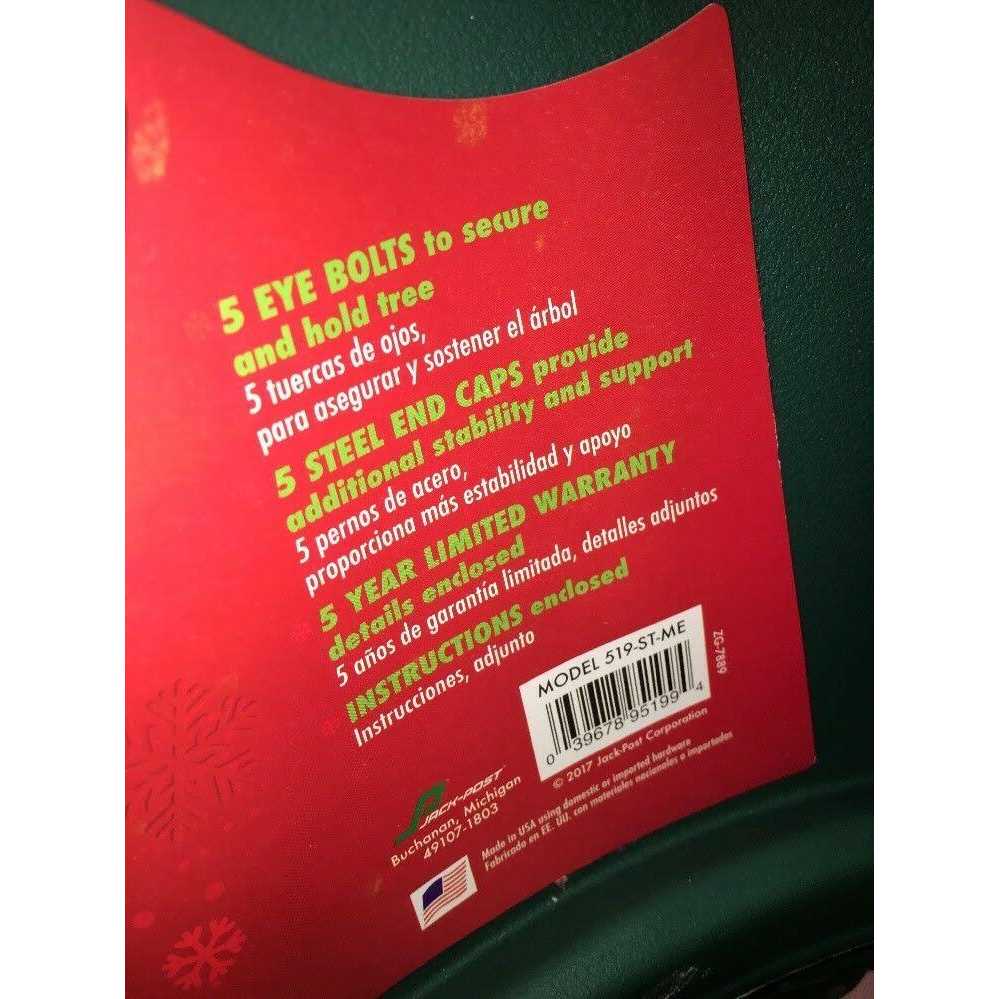 5 EYE BOLTS to secure
and hold tree
5 tuercas de ojos,
para asegurar y sostener el árbol
5 STEEL END CAPS provide
additional stability and support
5 pernos de acero,
proporciona más estabilidad y apoyo
5 YEAR LIMITED WARRANTY
details enclosed
5 años de garantía limitada, detalles adjuntos
INSTRUCTIONS enclosed
Instrucciones, adjunto
MODEL 519-ST-ME
0 39678 95199 4
ZG-7889
© 2017 Jack-Post Corporation
JACK-POST
Buchanan, Michigan
49107-1803
Made in USA using domestic or imported hardware
Fabricado en EE. UU. con materiales nacionales o importados